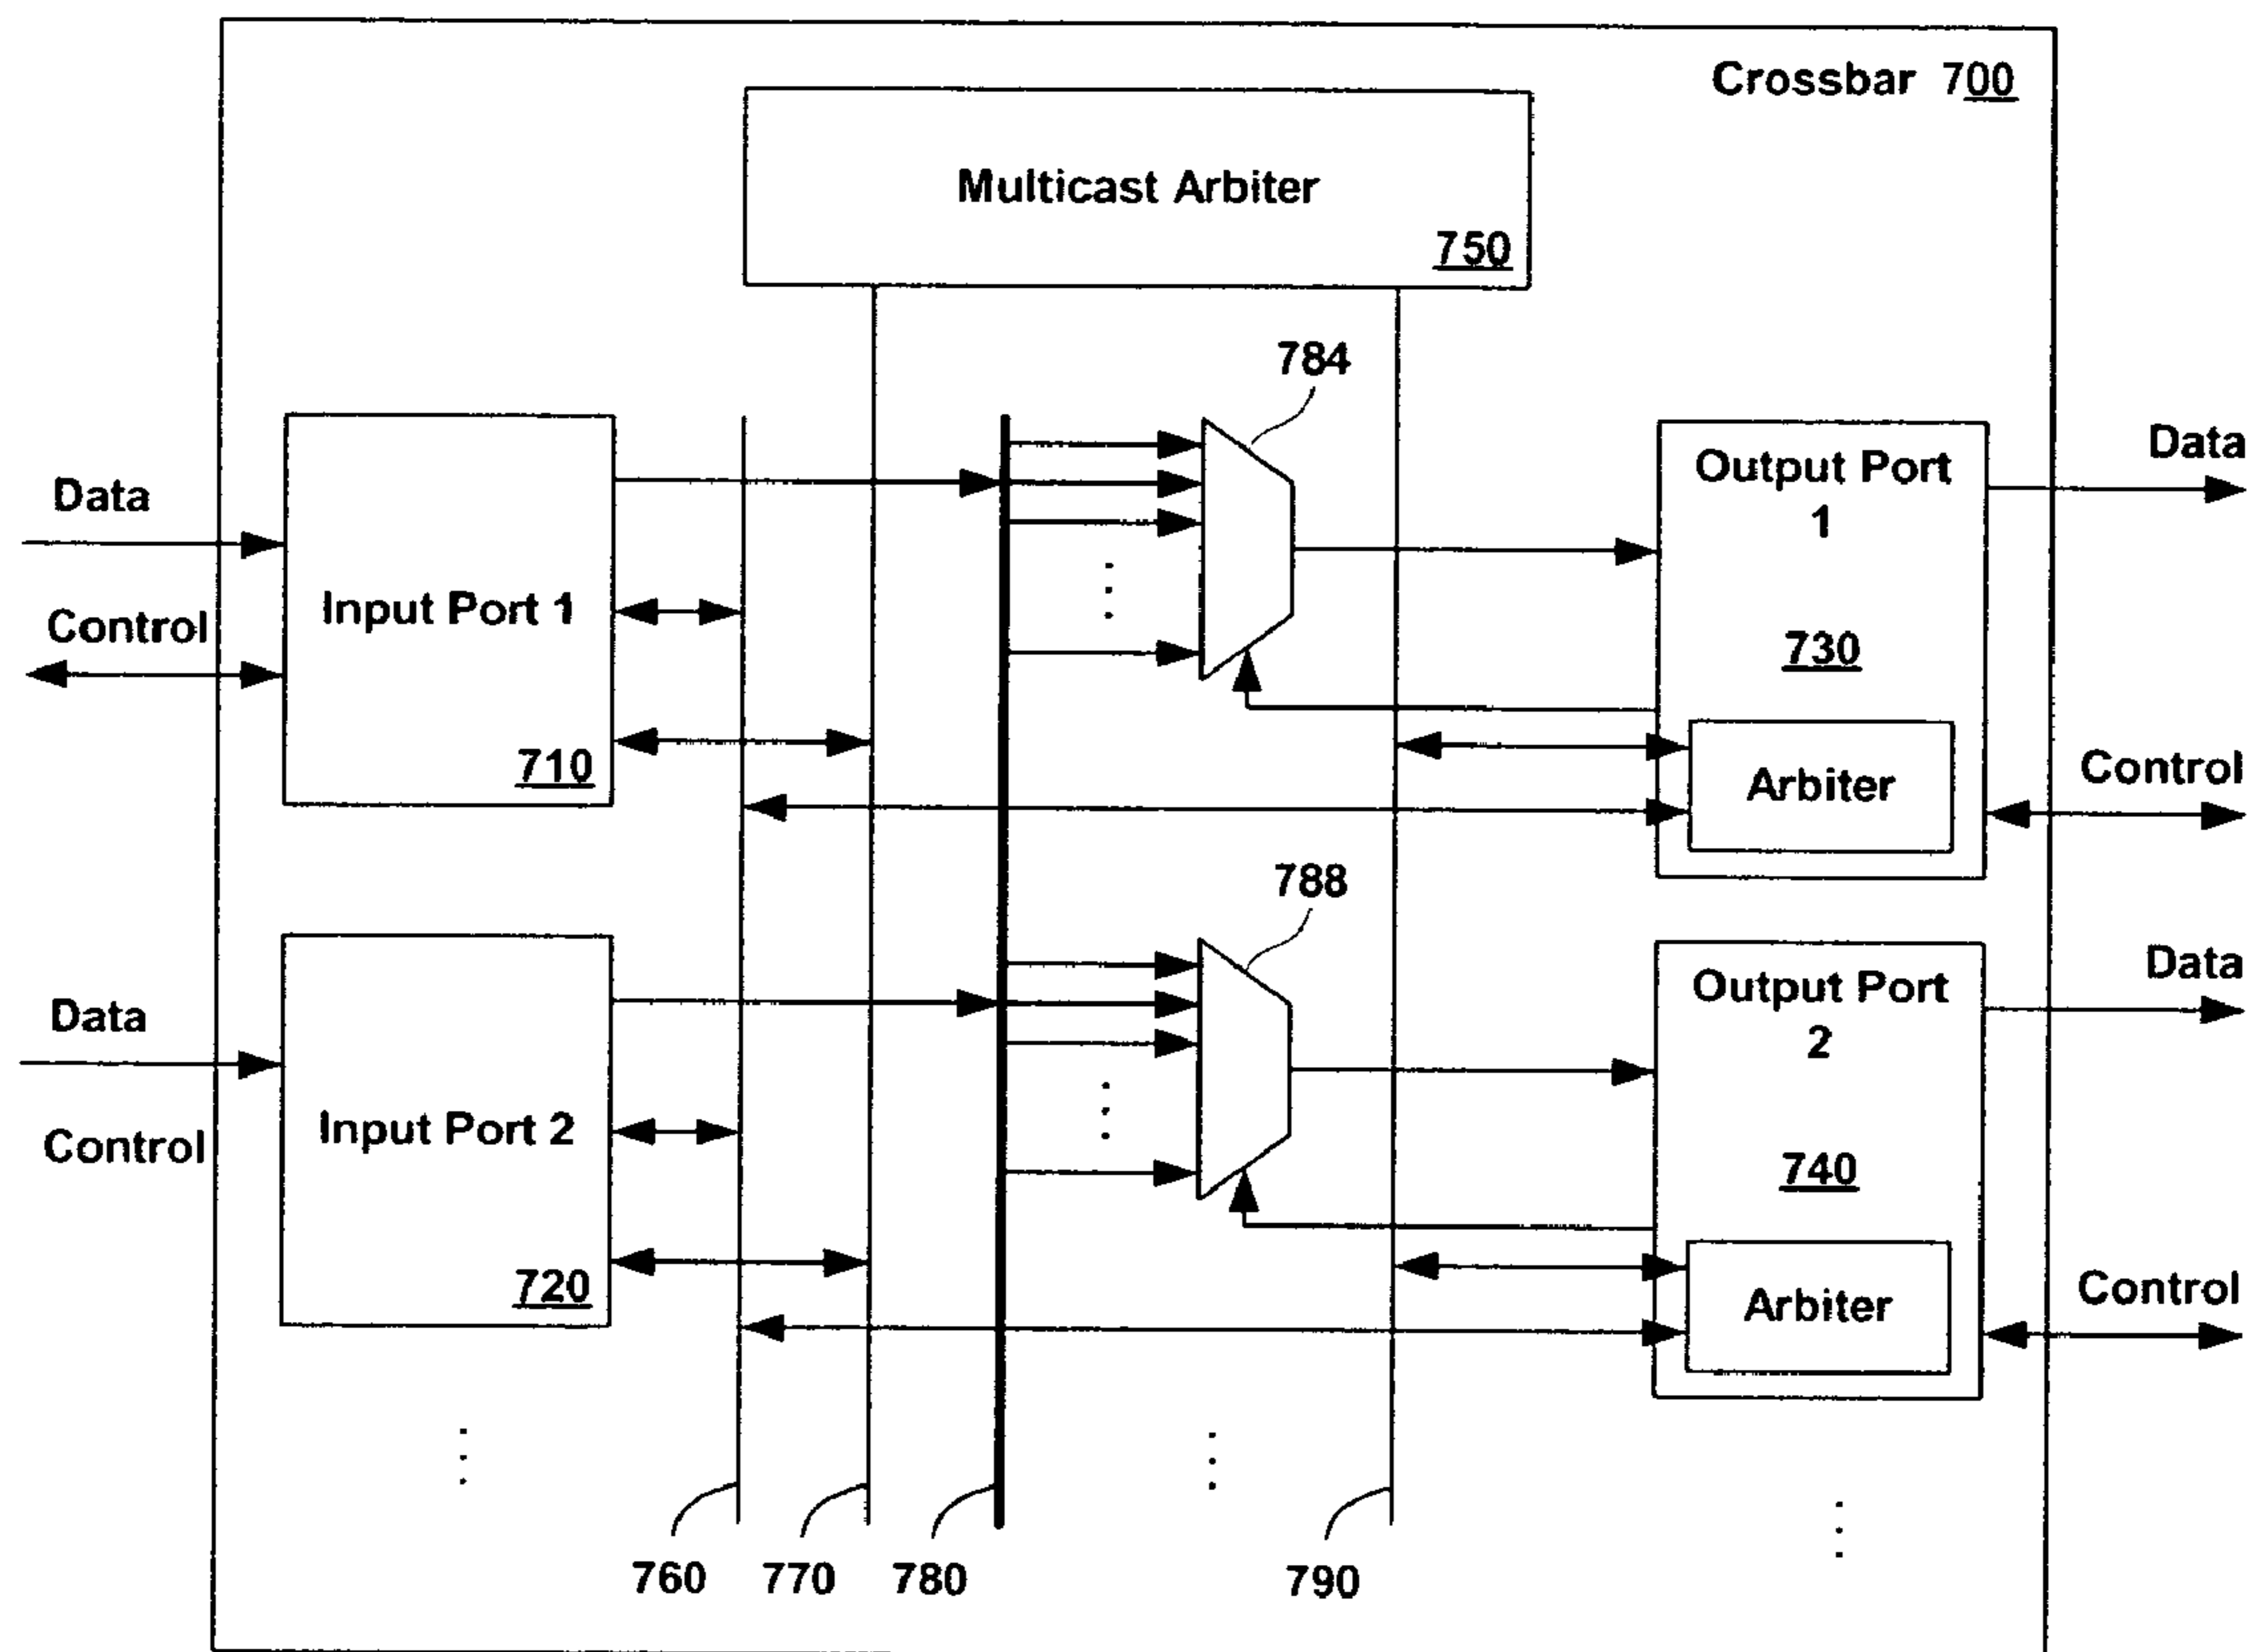 Crossbar 700
Multicast Arbiter
750
784
Data
Control
Input Port 1
710
Output Port
1
730
Arbiter
Data
Control
788
Data
Control
Input Port 2
720
Output Port
2
740
Arbiter
Data
Control
760
770
780
790